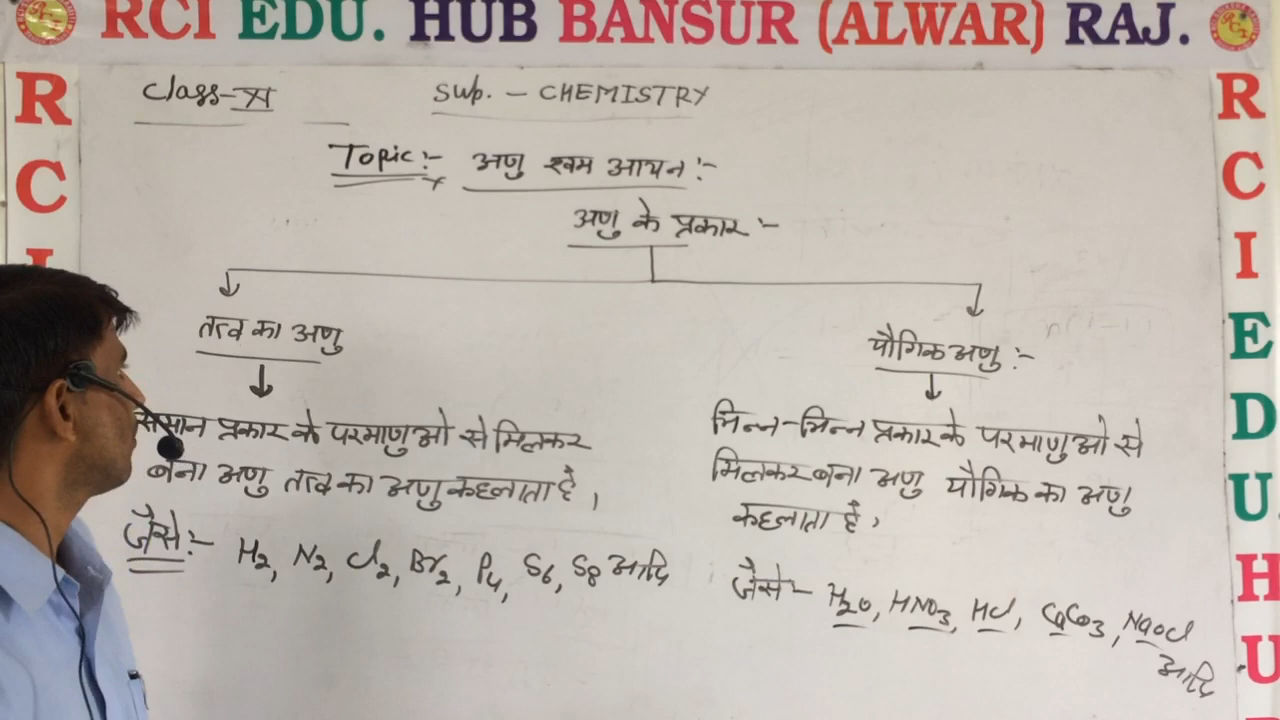 RCI EDU. HUB BANSUR (ALWAR) RAJ.
Class-XI Sub. - CHEMISTRY
Topic:- अणु एवम आयन :-
अणु के प्रकार :-
तत्व का अणु
यौगिक अणु :-
समान प्रकार के परमाणुओ से मिलकर
बना अणु तत्व का अणु कहलाता है।
जैसे:- H2, N2, Cl2, Br2, P4, S6, S8 आदि
भिन्न-भिन्न प्रकार के परमाणुओ से
मिलकर बना अणु यौगिक का अणु
कहलाता है,
जैसे- H2O, HNO3, HCl, CaCO3, NaOCl
आदि
R
C
I
R
C
I
E
D
U
H
U